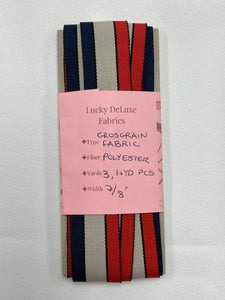 Lucky DeLuxe
Fabrics
GROSGRAIN
+Type FABRIC
+Fiber POLYESTER
+Yards 3, 1+YD PCS
+Width 7/8"